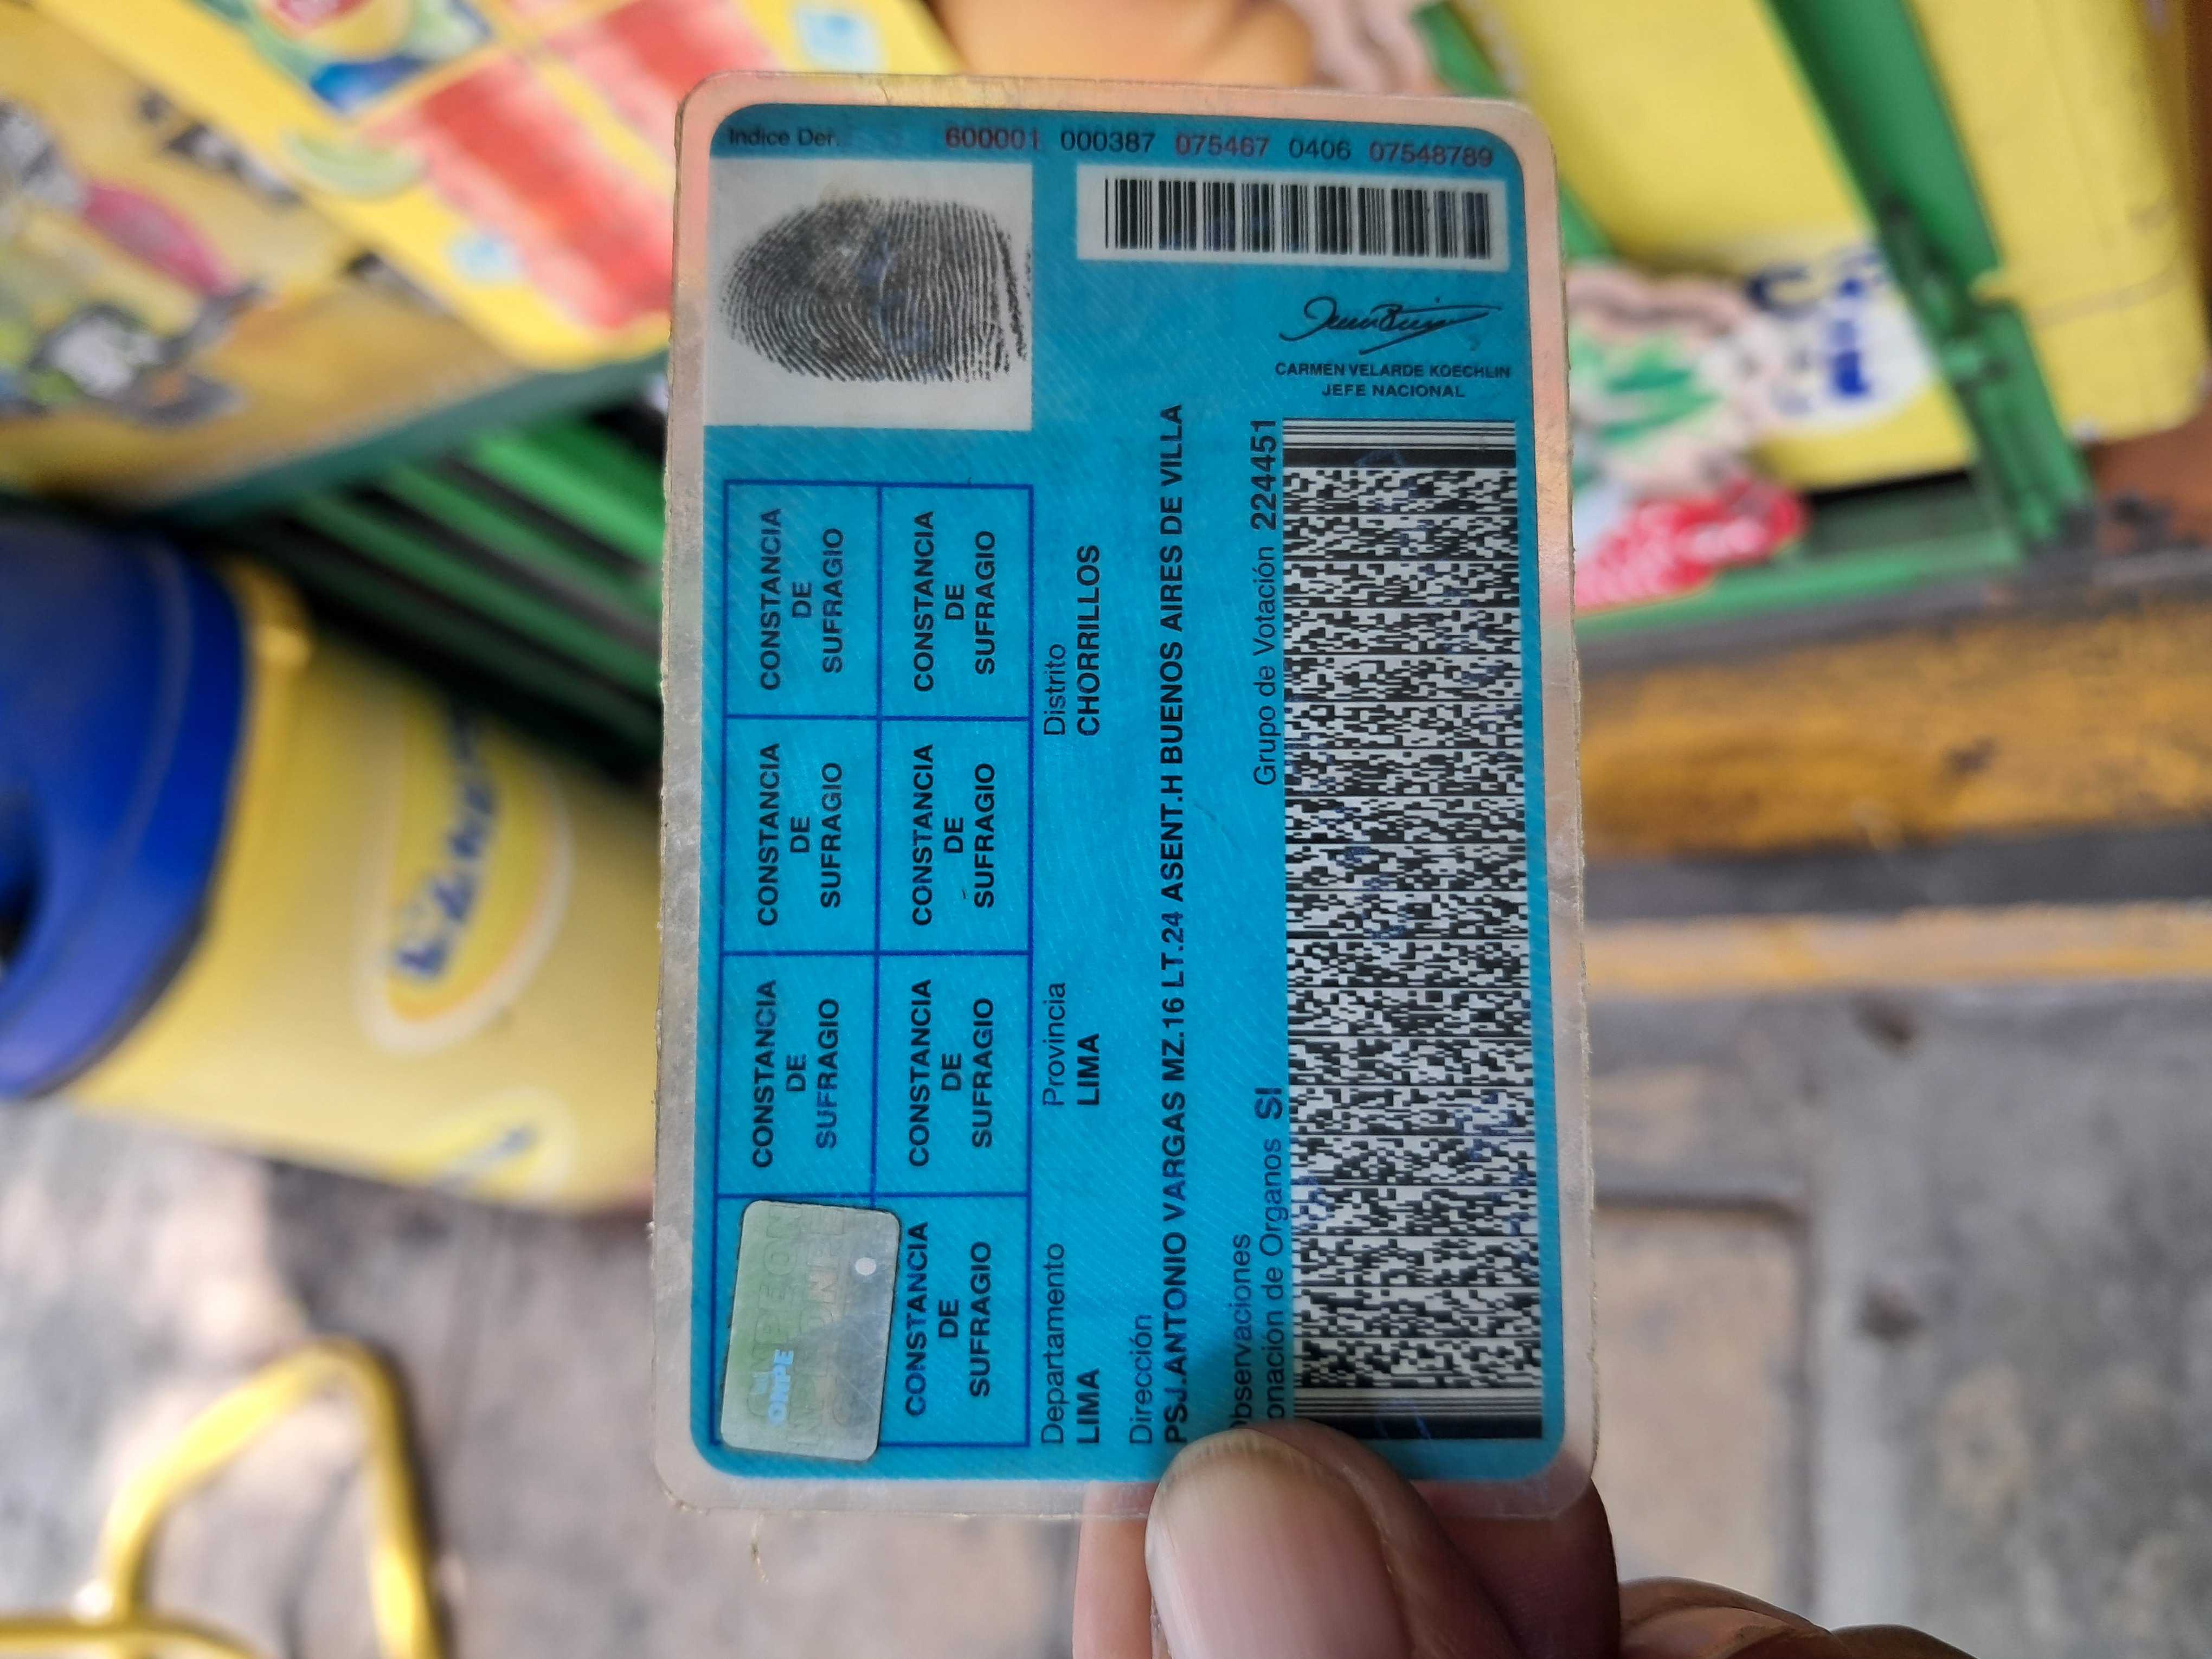 Indice Der. 600001 000387 075467 0406 07548789
CARMEN VELARDE KOECHLIN
JEFE NACIONAL
CONSTANCIA
DE
SUFRAGIO
CONSTANCIA
DE
SUFRAGIO
CONSTANCIA
DE
SUFRAGIO
ONPE
CONSTANCIA
DE
SUFRAGIO
CONSTANCIA
DE
SUFRAGIO
CONSTANCIA
DE
SUFRAGIO
CONSTANCIA
DE
SUFRAGIO
Departamento Provincia Distrito
LIMA LIMA CHORRILLOS
Dirección
PSJ.ANTONIO VARGAS MZ.16 LT.24 ASENT.H BUENOS AIRES DE VILLA
bservaciones Grupo de Votación 224451
onación de Organos SI